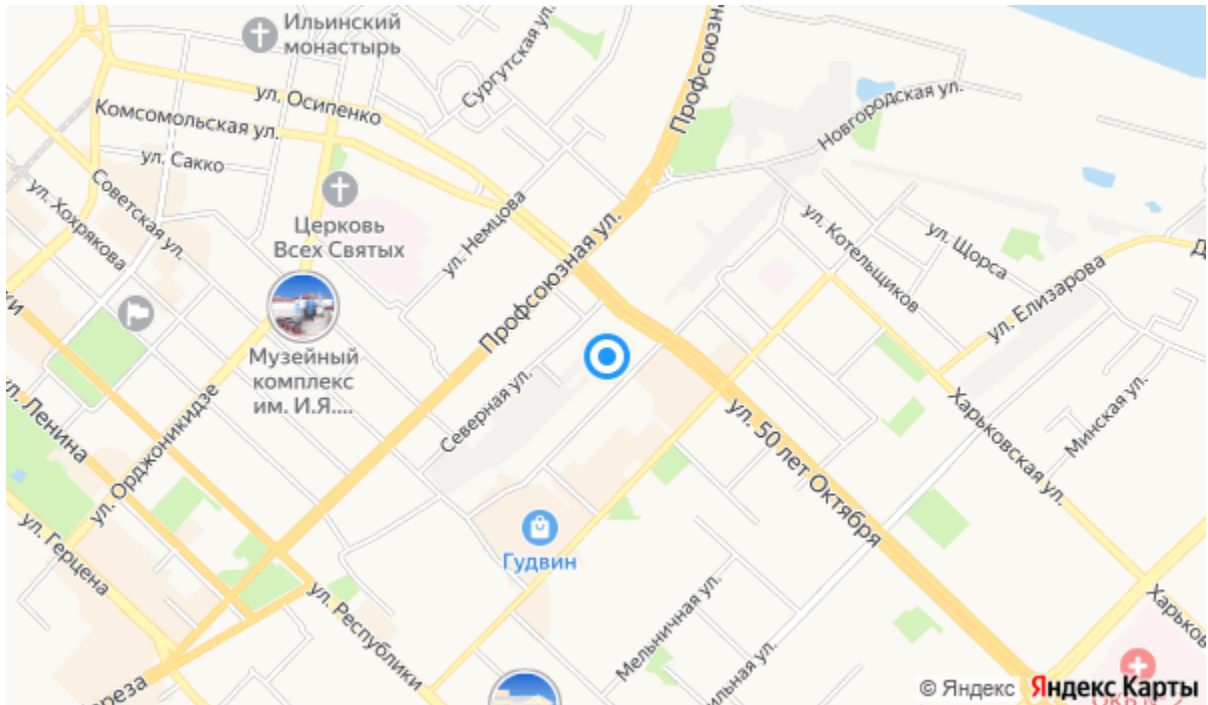 Ильинский
монастырь
Сургутская ул.
Профсоюзная
ул. Осипенко
Комсомольская ул.
Новгородская ул.
ул. Сакко
Советская ул.
ул. Хохрякова
Церковь
Всех Святых
ул. Немцова
Профсоюзная ул.
ул. Котельщиков
ул. Щорса
ул. Елизарова
Музейный
комплекс
им. И.Я....
Северная ул.
ул. Ленина
ул. Орджоникидзе
ул. 50 лет Октября
Харьковская ул.
Минская ул.
ул. Герцена
Гудвин
ул. Республики
Мельничная ул.
Харьков
© Яндекс Яндекс Карты